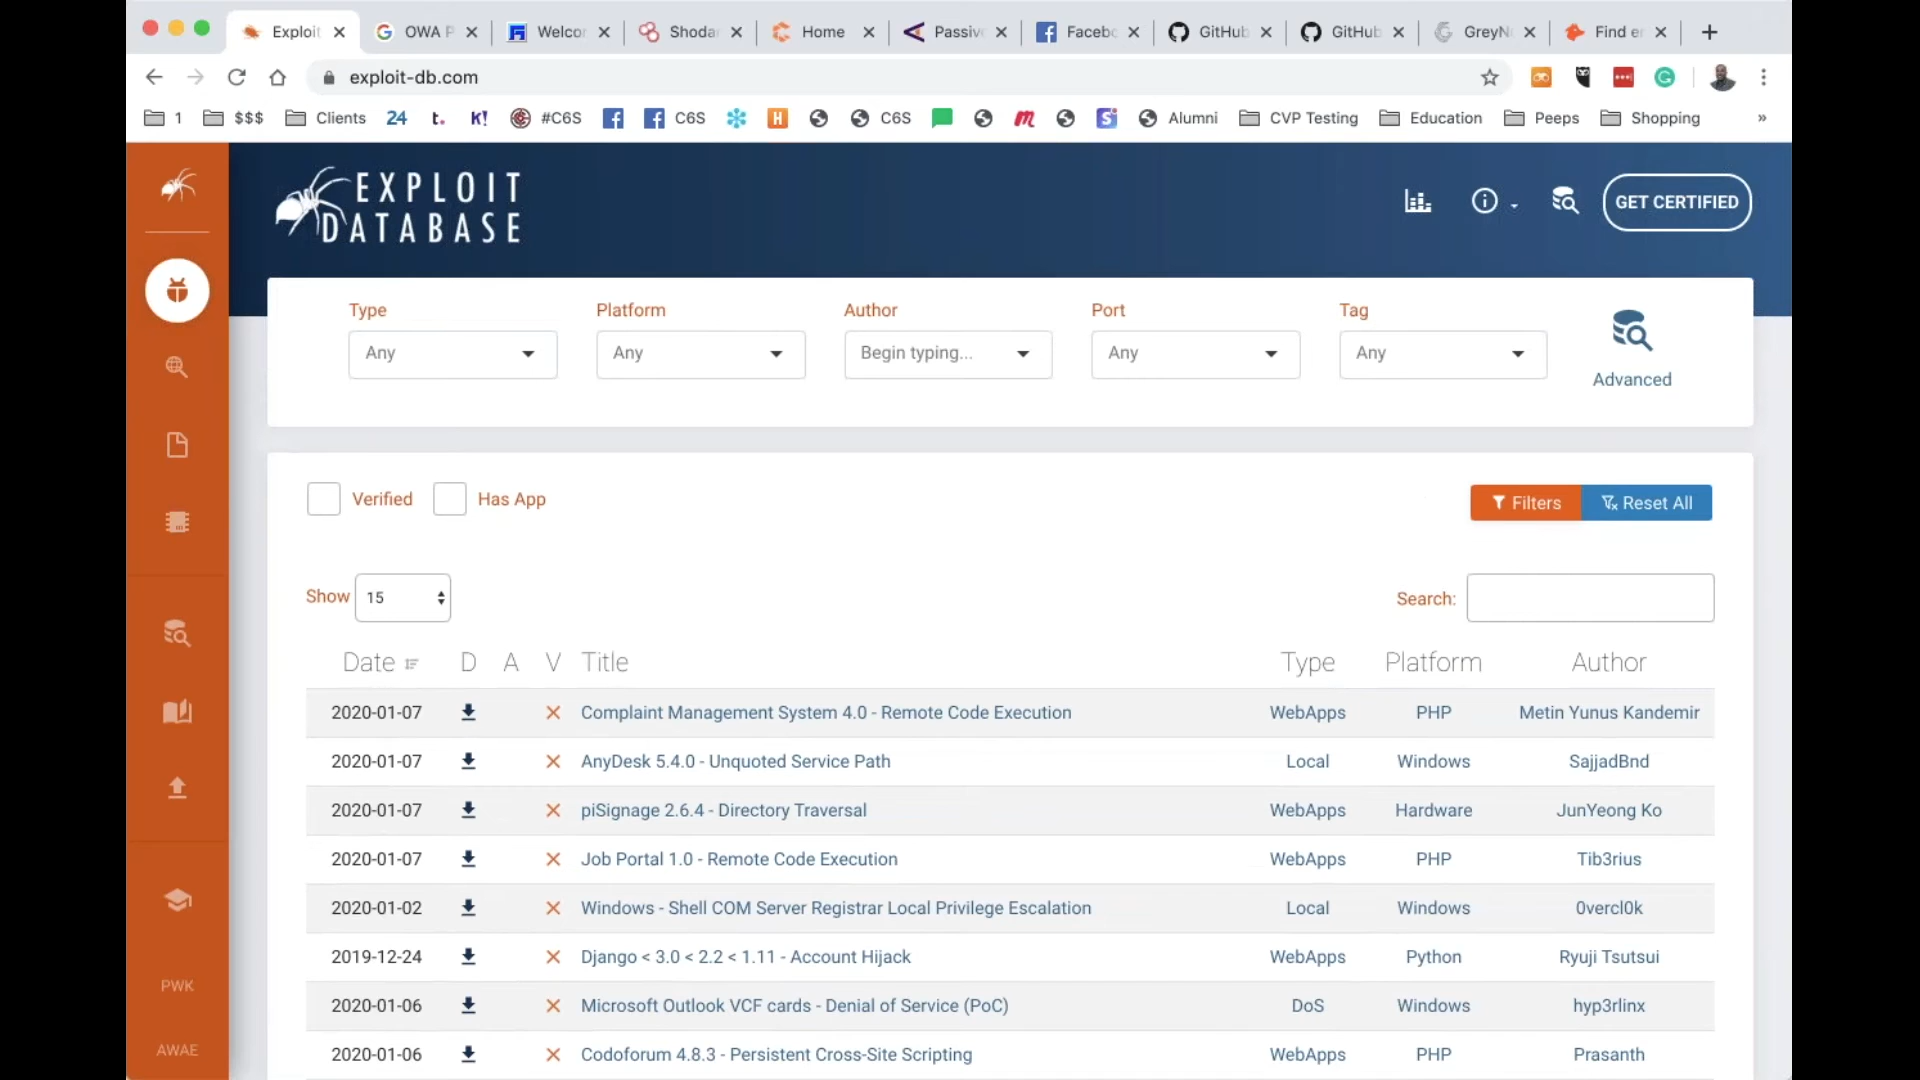 Exploit
OWA P
Welcor
Shodar
Home
Passive
Facebo
GitHub
GitHub
GreyN
Find er
exploit-db.com
1
$$$
Clients
24
t.
K!
#C6S
C6S
H
C6S
m
S
Alumni
CVP Testing
Education
Peeps
Shopping
»
EXPLOIT
DATABASE
GET CERTIFIED
Type
Platform
Author
Port
Tag
Any
Any
Begin typing...
Any
Any
Advanced
Verified
Has App
Filters
Reset All
Show 15
Search:
Date D A V Title Type Platform Author
2020-01-07 Complaint Management System 4.0 - Remote Code Execution WebApps PHP Metin Yunus Kandemir
2020-01-07 AnyDesk 5.4.0 - Unquoted Service Path Local Windows SajjadBnd
2020-01-07 piSignage 2.6.4 - Directory Traversal WebApps Hardware JunYeong Ko
2020-01-07 Job Portal 1.0 - Remote Code Execution WebApps PHP Tib3rius
2020-01-02 Windows - Shell COM Server Registrar Local Privilege Escalation Local Windows 0vercl0k
2019-12-24 Django < 3.0 < 2.2 < 1.11 - Account Hijack WebApps Python Ryuji Tsutsui
2020-01-06 Microsoft Outlook VCF cards - Denial of Service (PoC) DoS Windows hyp3rlinx
2020-01-06 Codoforum 4.8.3 - Persistent Cross-Site Scripting WebApps PHP Prasanth
PWK
AWAE